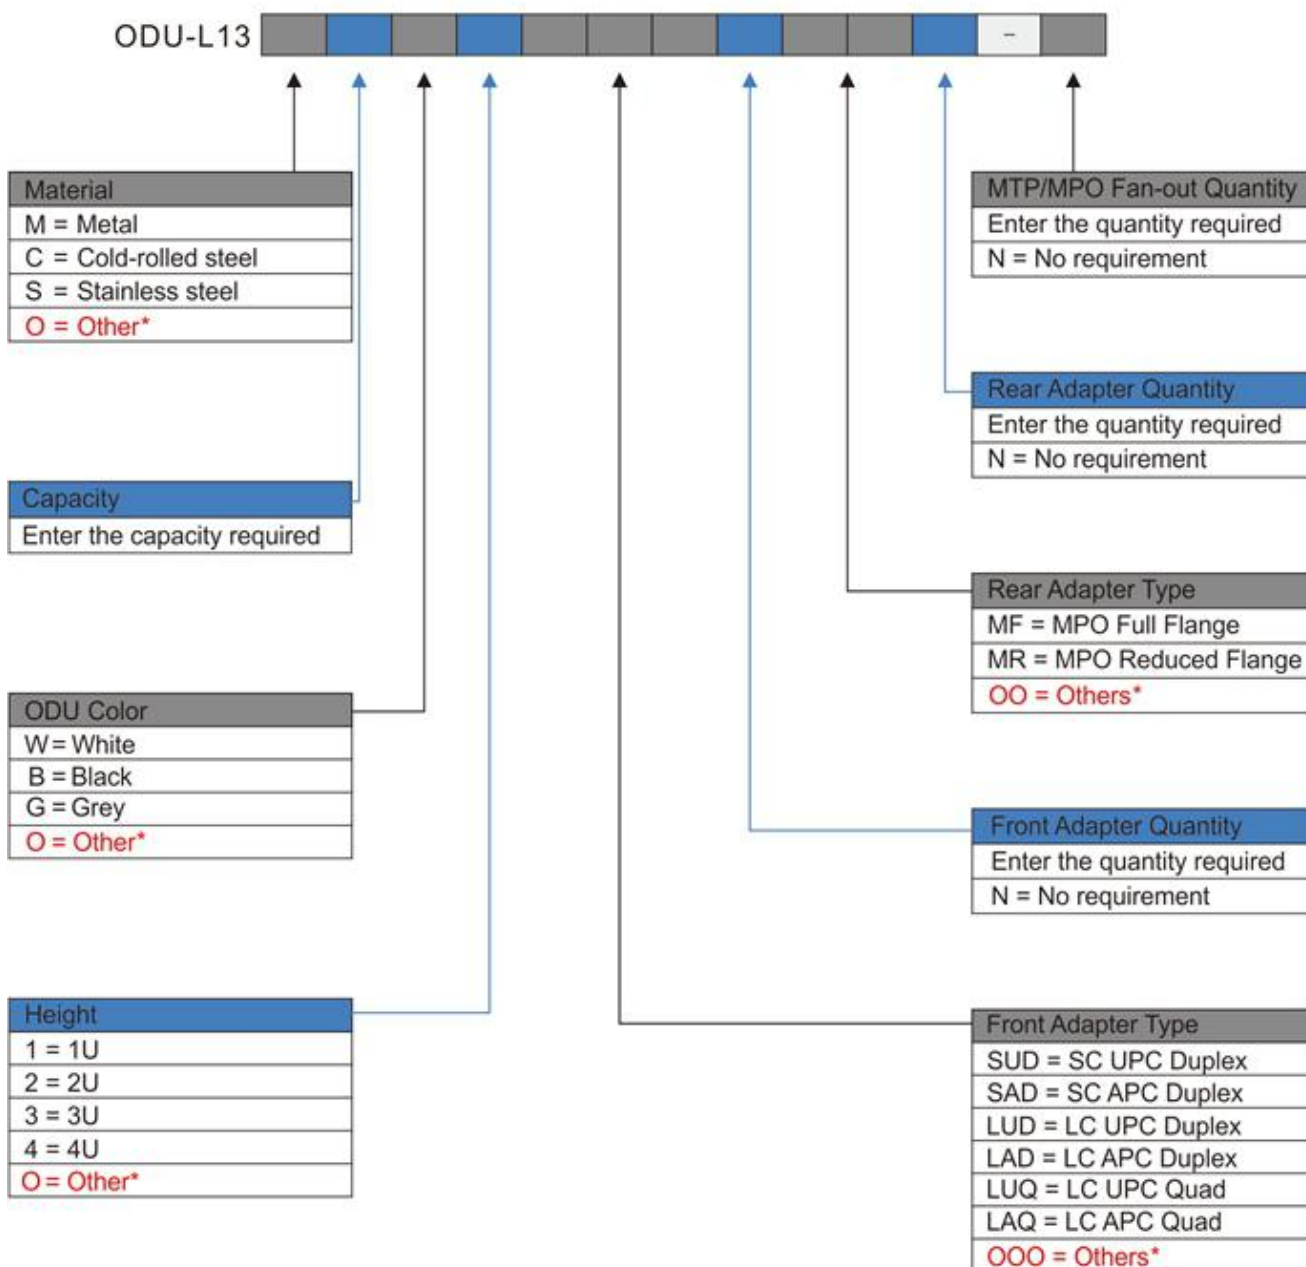 ODU-L13
-
Material
M = Metal
C = Cold-rolled steel
S = Stainless steel
O = Other*
Capacity
Enter the capacity required
ODU Color
W = White
B = Black
G = Grey
O = Other*
Height
1 = 1U
2 = 2U
3 = 3U
4 = 4U
O = Other*
MTP/MPO Fan-out Quantity
Enter the quantity required
N = No requirement
Rear Adapter Quantity
Enter the quantity required
N = No requirement
Rear Adapter Type
MF = MPO Full Flange
MR = MPO Reduced Flange
OO = Others*
Front Adapter Quantity
Enter the quantity required
N = No requirement
Front Adapter Type
SUD = SC UPC Duplex
SAD = SC APC Duplex
LUD = LC UPC Duplex
LAD = LC APC Duplex
LUQ = LC UPC Quad
LAQ = LC APC Quad
OOO = Others*